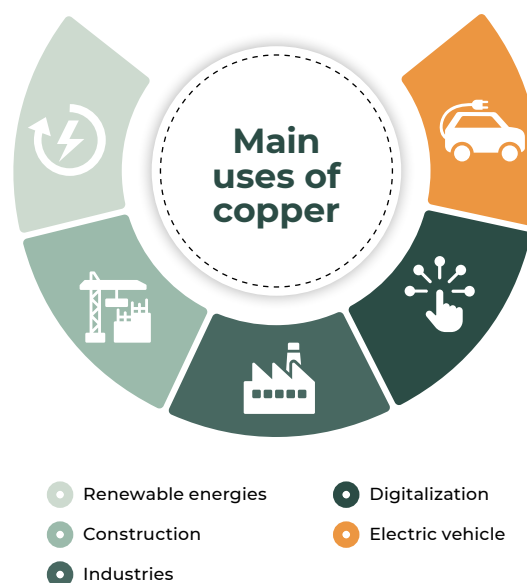 Main
uses of
copper
Renewable energies
Construction
Industries
Digitalization
Electric vehicle